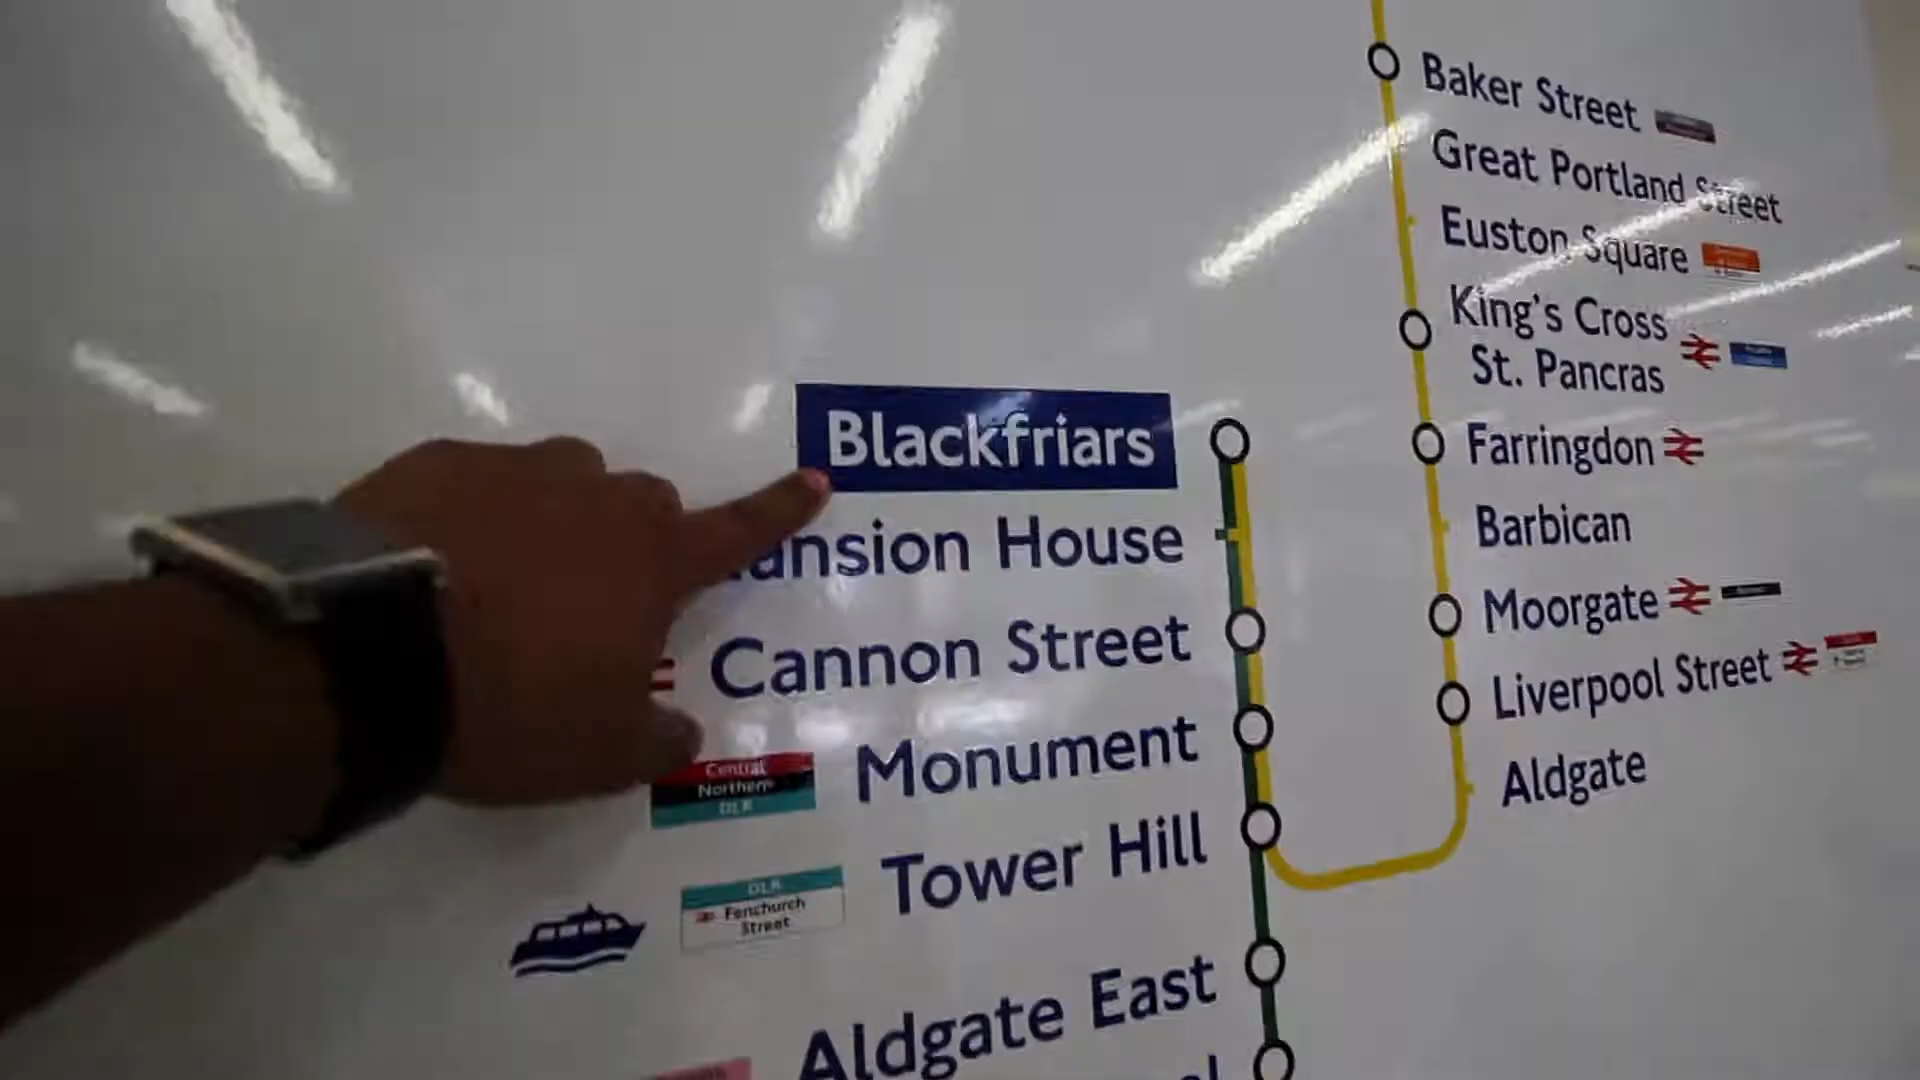 Baker Street
Great Portland Street
Euston Square
King's Cross
St. Pancras
Farringdon
Barbican
Moorgate
Liverpool Street
Aldgate
Blackfriars
ansion House
Cannon Street
Monument
Central
Northern
DLR
Tower Hill
DLR
Fenchurch
Street
Aldgate East